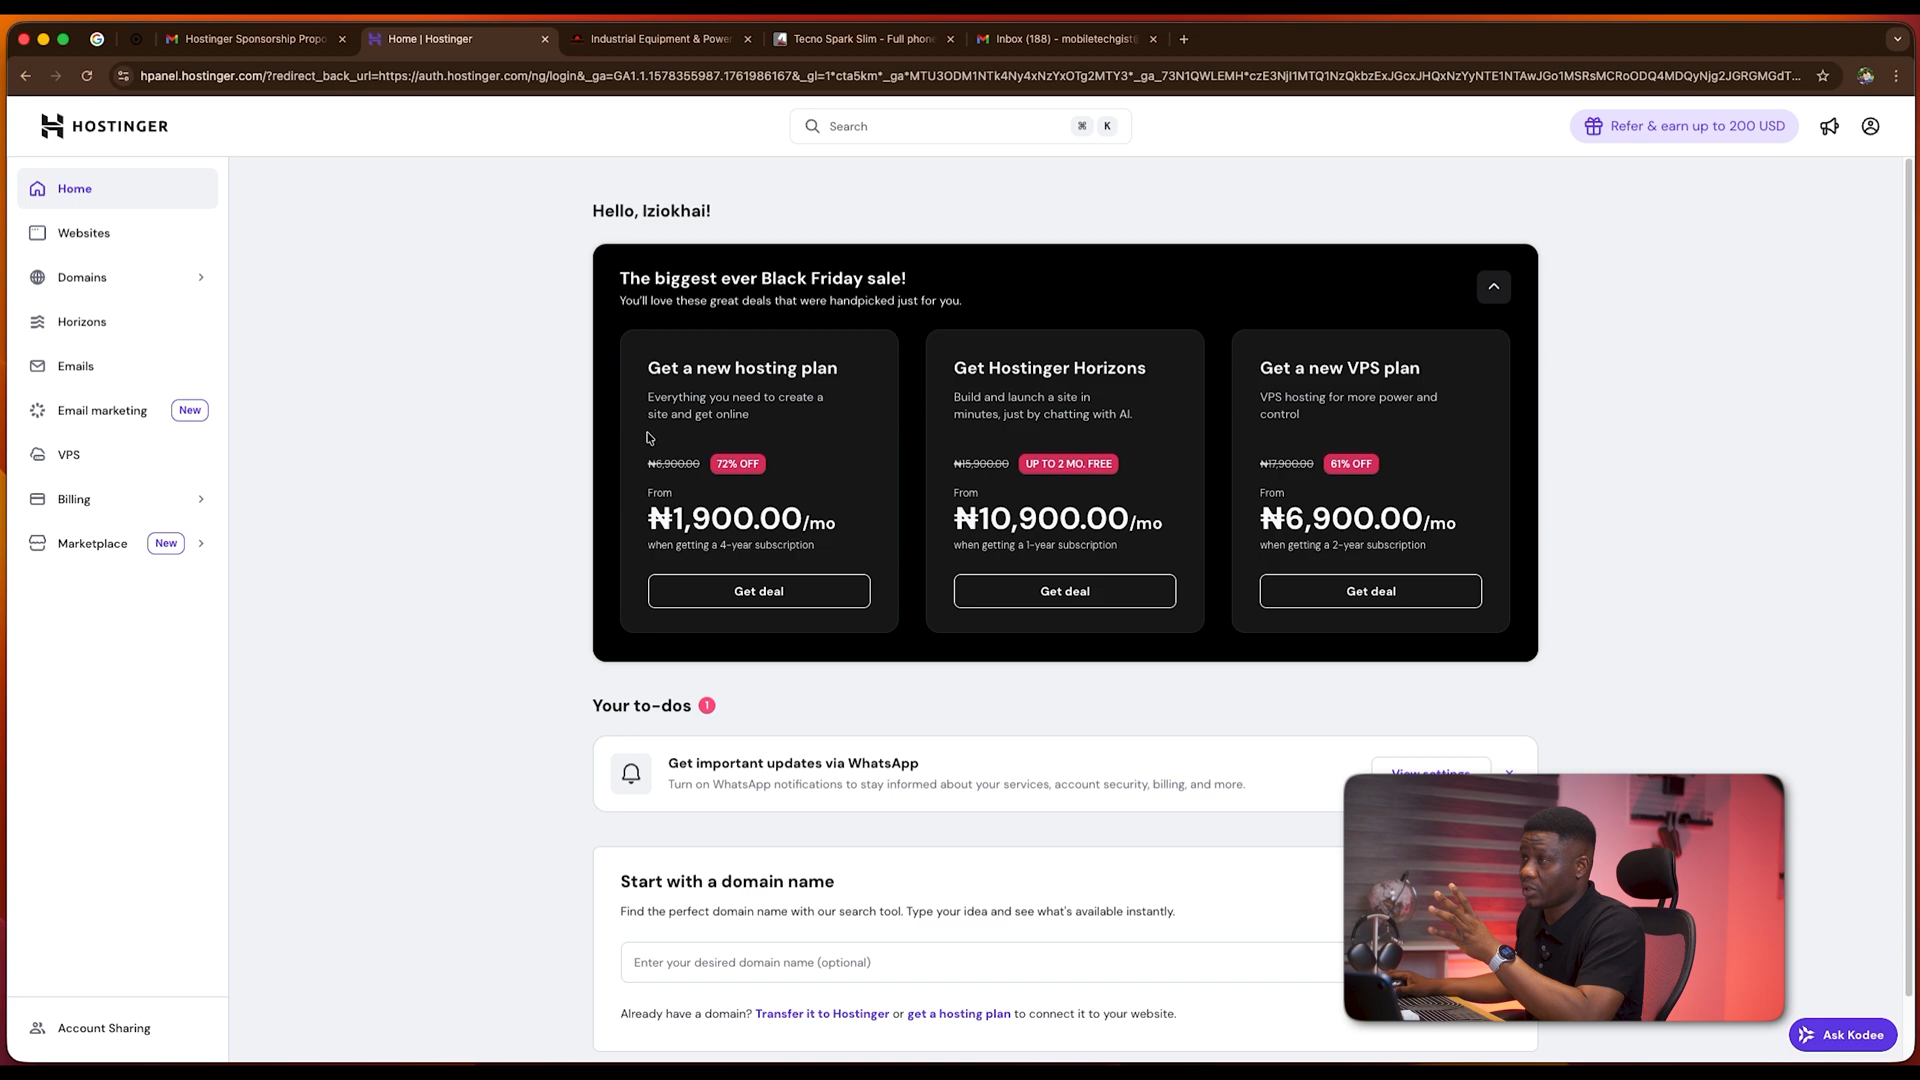 Hostinger Sponsorship Propo
Home | Hostinger
Industrial Equipment & Power
Tecno Spark Slim - Full phone
Inbox (188) - mobiletechgist
hpanel.hostinger.com/?redirect_back_url=https://auth.hostinger.com/ng/login&_ga=GA1.1.1578355987.1761986167&_gl=1*cta5km*_ga*MTU3ODM1NTk4Ny4xNzYxOTg2MTY3*_ga_73N1QWLEMH*czE3NjI1MTQ1NzQkbzExJGcxJHQxNzYyNTE1NTAwJGo1MSRsMCRoODQ4MDQyNjg2JGRGMGdT...
HOSTINGER
Search
⌘ K
Refer & earn up to 200 USD
Home
Websites
Domains
Horizons
Emails
Email marketing New
VPS
Billing
Marketplace New
Account Sharing
Hello, Iziokhai!
The biggest ever Black Friday sale!
You'll love these great deals that were handpicked just for you.
Get a new hosting plan
Everything you need to create a
site and get online
₦6,900.00 72% OFF
From
₦1,900.00/mo
when getting a 4-year subscription
Get deal
Get Hostinger Horizons
Build and launch a site in
minutes, just by chatting with AI.
₦15,900.00 UP TO 2 MO. FREE
From
₦10,900.00/mo
when getting a 1-year subscription
Get deal
Get a new VPS plan
VPS hosting for more power and
control
₦17,900.00 61% OFF
From
₦6,900.00/mo
when getting a 2-year subscription
Get deal
Your to-dos 1
Get important updates via WhatsApp
Turn on WhatsApp notifications to stay informed about your services, account security, billing, and more.
View settings
Start with a domain name
Find the perfect domain name with our search tool. Type your idea and see what's available instantly.
Enter your desired domain name (optional)
Already have a domain? Transfer it to Hostinger or get a hosting plan to connect it to your website.
Ask Kodee